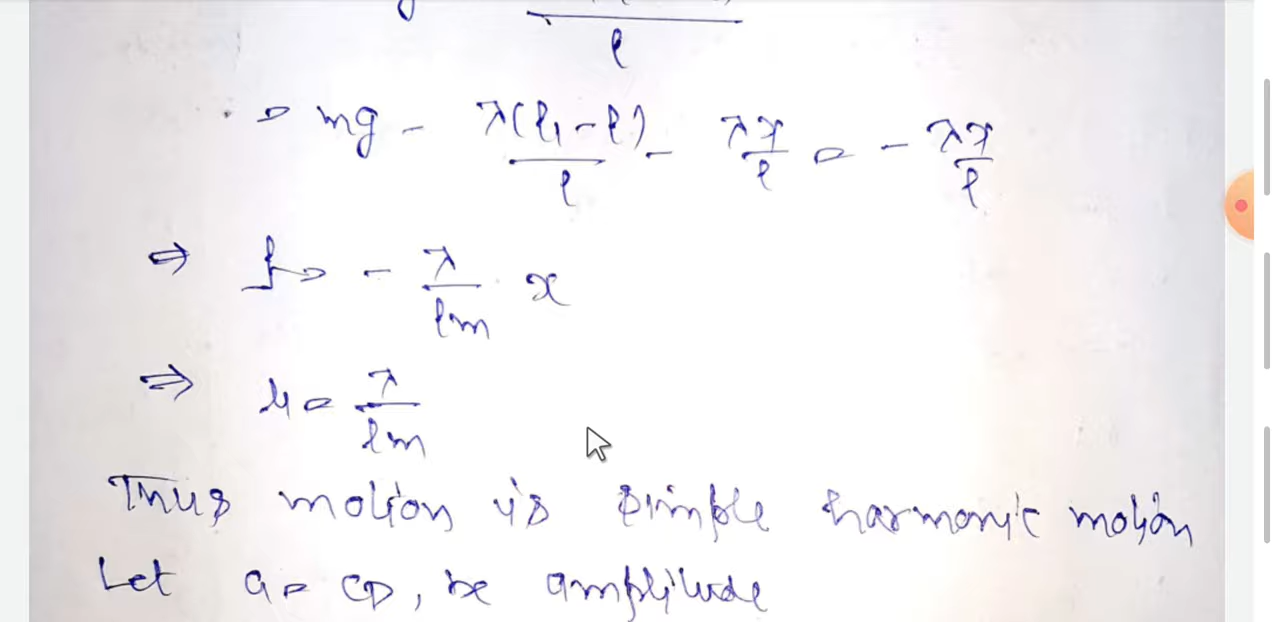 l
= mg - λ(l₁-l)/l - λx/l = - λx/l
⇒ f = - λ/lm x
⇒ μ = λ/lm
Thus motion is simple harmonic motion
Let a = CD, be amplitude